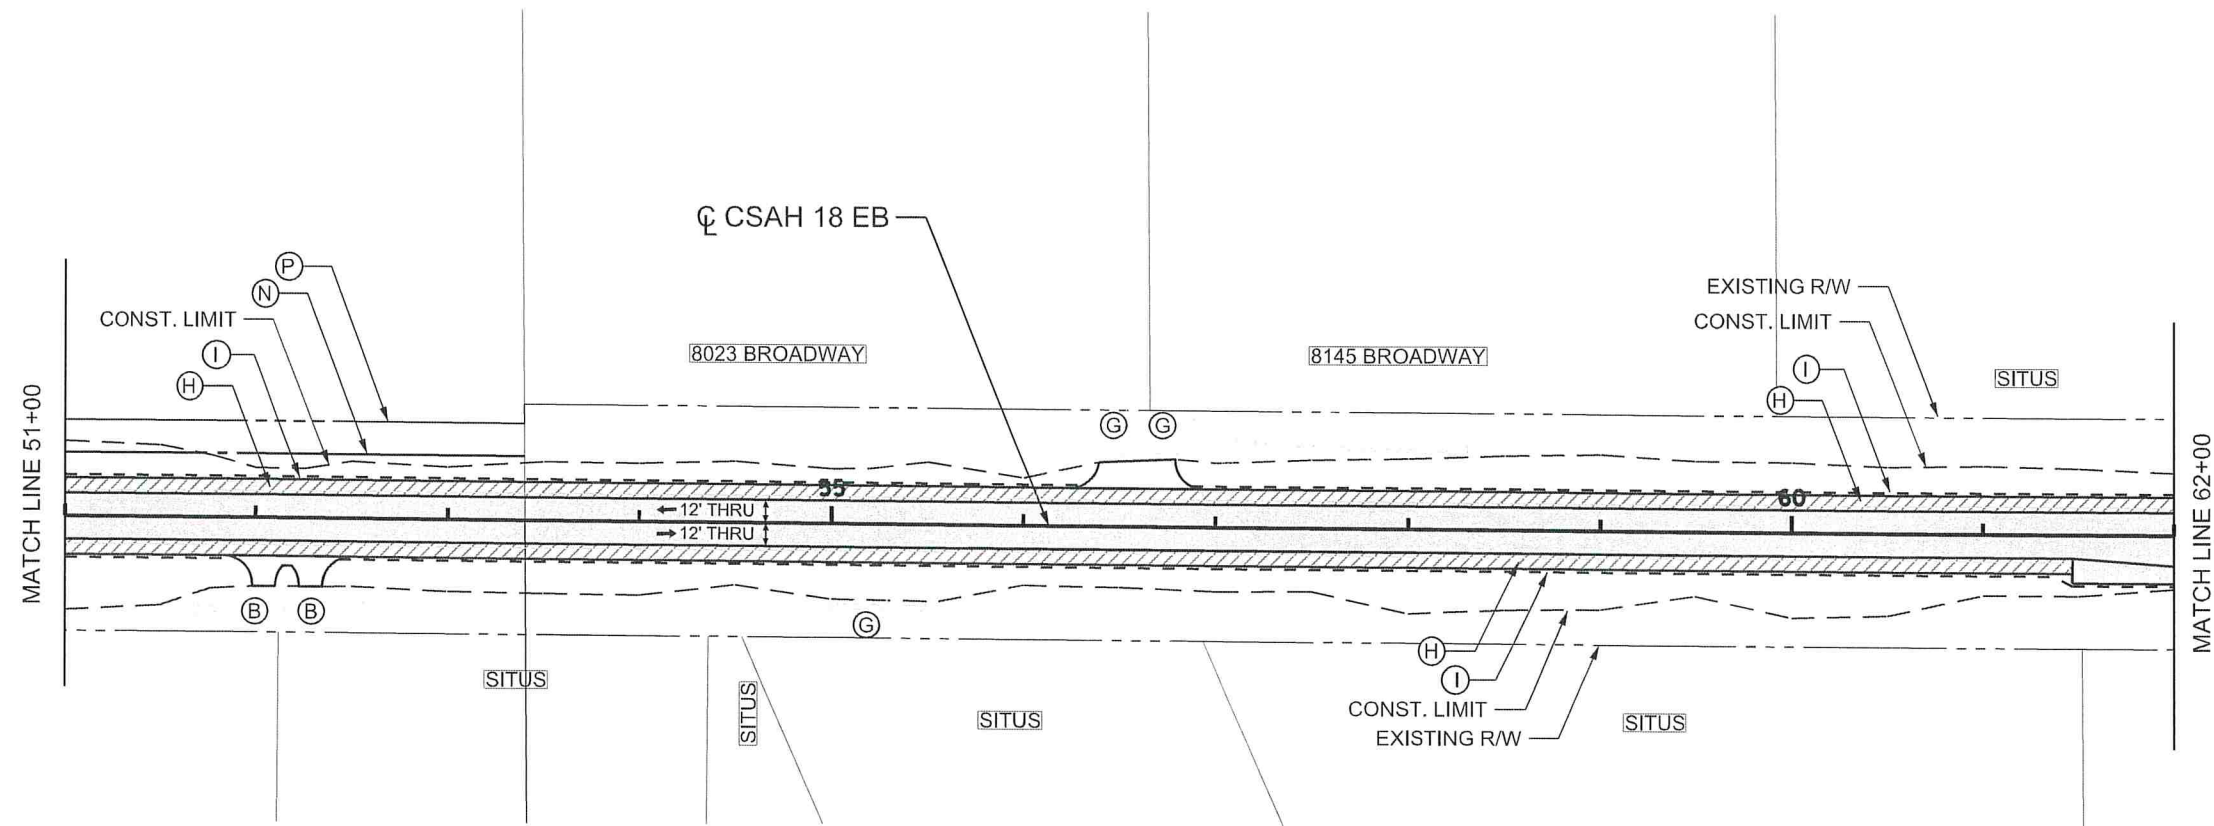 ℄ CSAH 18 EB
P
N
CONST. LIMIT
I
H
8023 BROADWAY
8145 BROADWAY
EXISTING R/W
CONST. LIMIT
I
H
SITUS
MATCH LINE 51+00
MATCH LINE 62+00
G G
55
60
← 12' THRU
→ 12' THRU
B B
G
SITUS
SITUS
SITUS
H
I
CONST. LIMIT
EXISTING R/W
SITUS